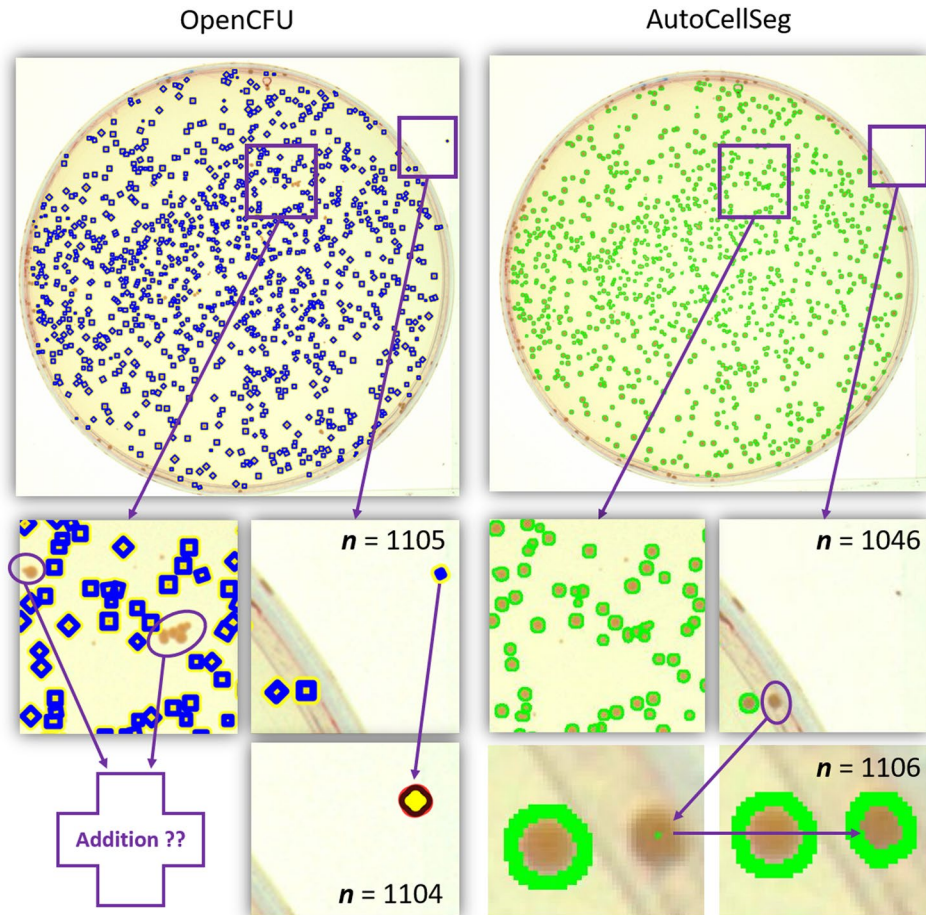 OpenCFU
AutoCellSeg
n = 1105
n = 1046
n = 1106
Addition ??
n = 1104